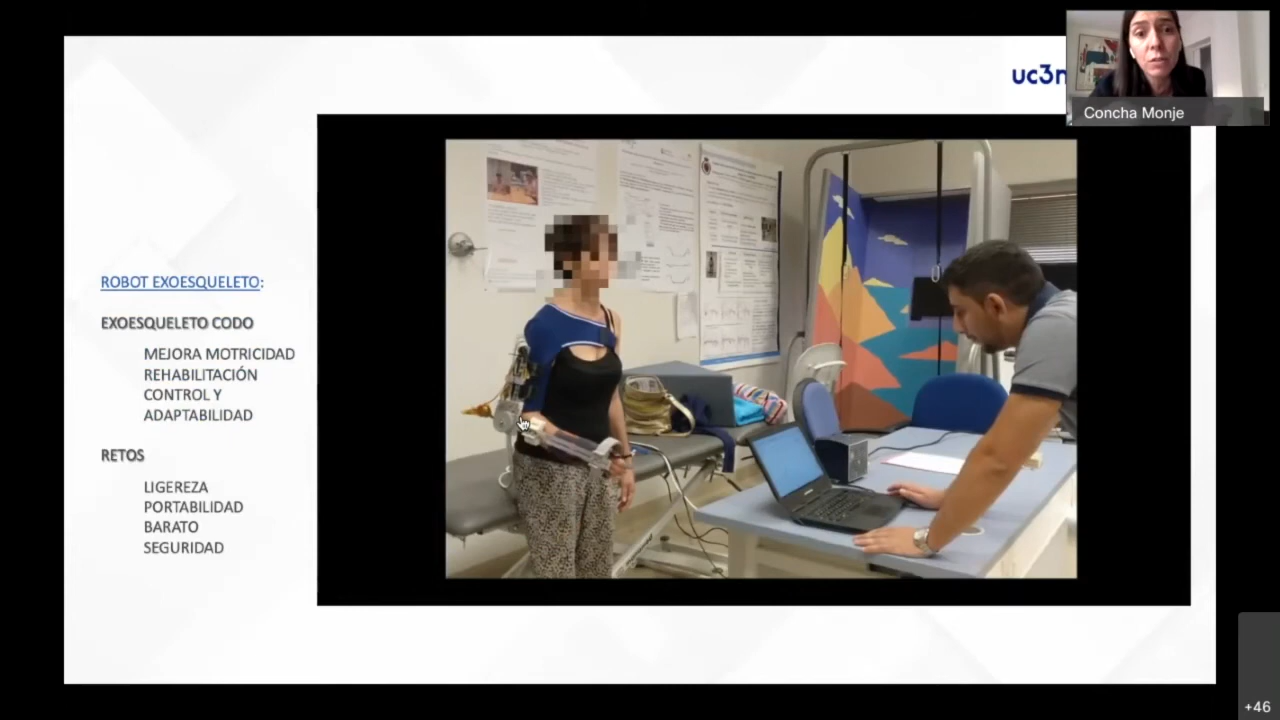 uc3m
Concha Monje
ROBOT EXOESQUELETO:
EXOESQUELETO CODO
MEJORA MOTRICIDAD
REHABILITACIÓN
CONTROL Y
ADAPTABILIDAD
RETOS
LIGEREZA
PORTABILIDAD
BARATO
SEGURIDAD
+46